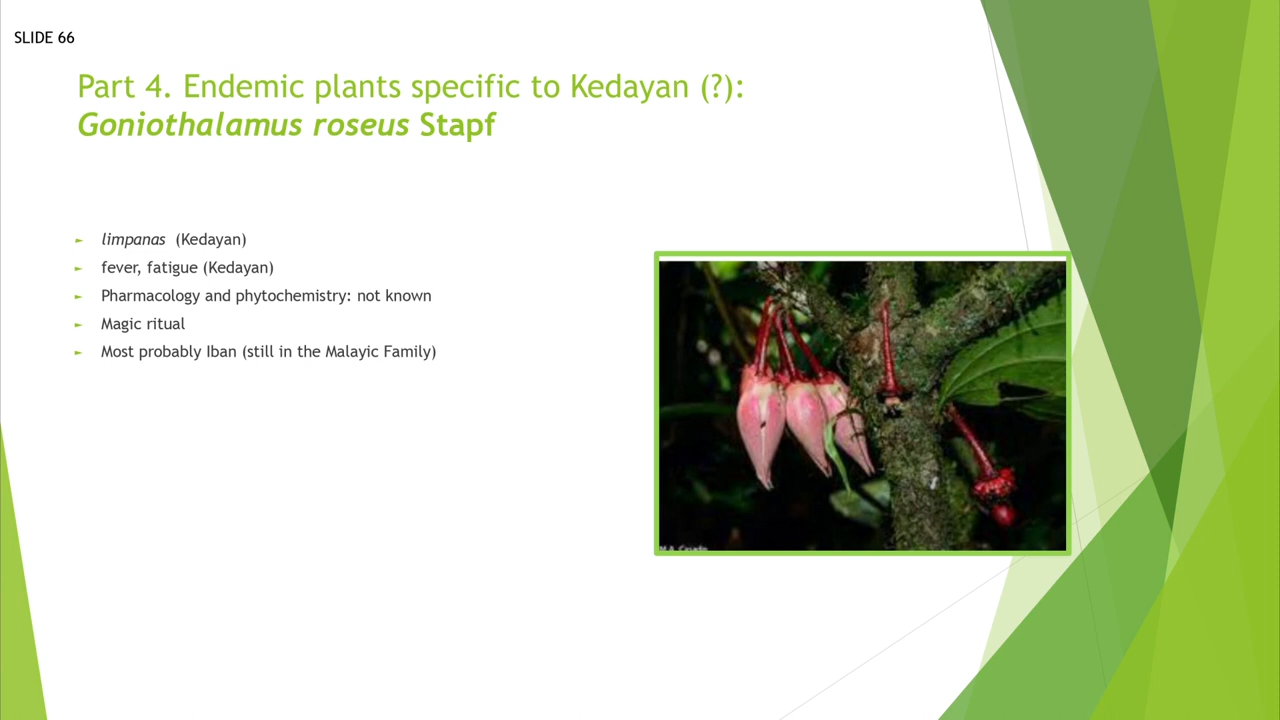 SLIDE 66
Part 4. Endemic plants specific to Kedayan (?):
Goniothalamus roseus Stapf
► limpanas (Kedayan)
► fever, fatigue (Kedayan)
► Pharmacology and phytochemistry: not known
► Magic ritual
► Most probably Iban (still in the Malayic Family)